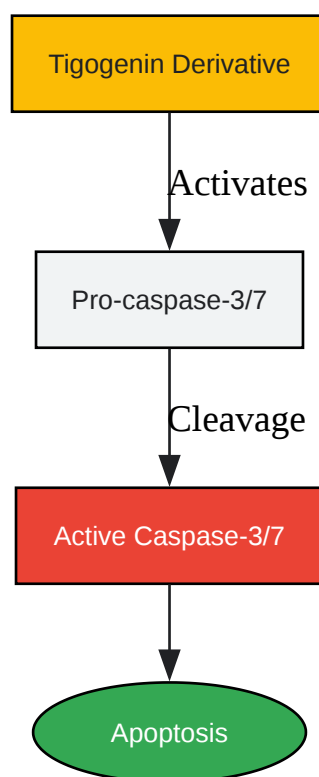 Tigogenin Derivative
Activates
Pro-caspase-3/7
Cleavage
Active Caspase-3/7
Apoptosis